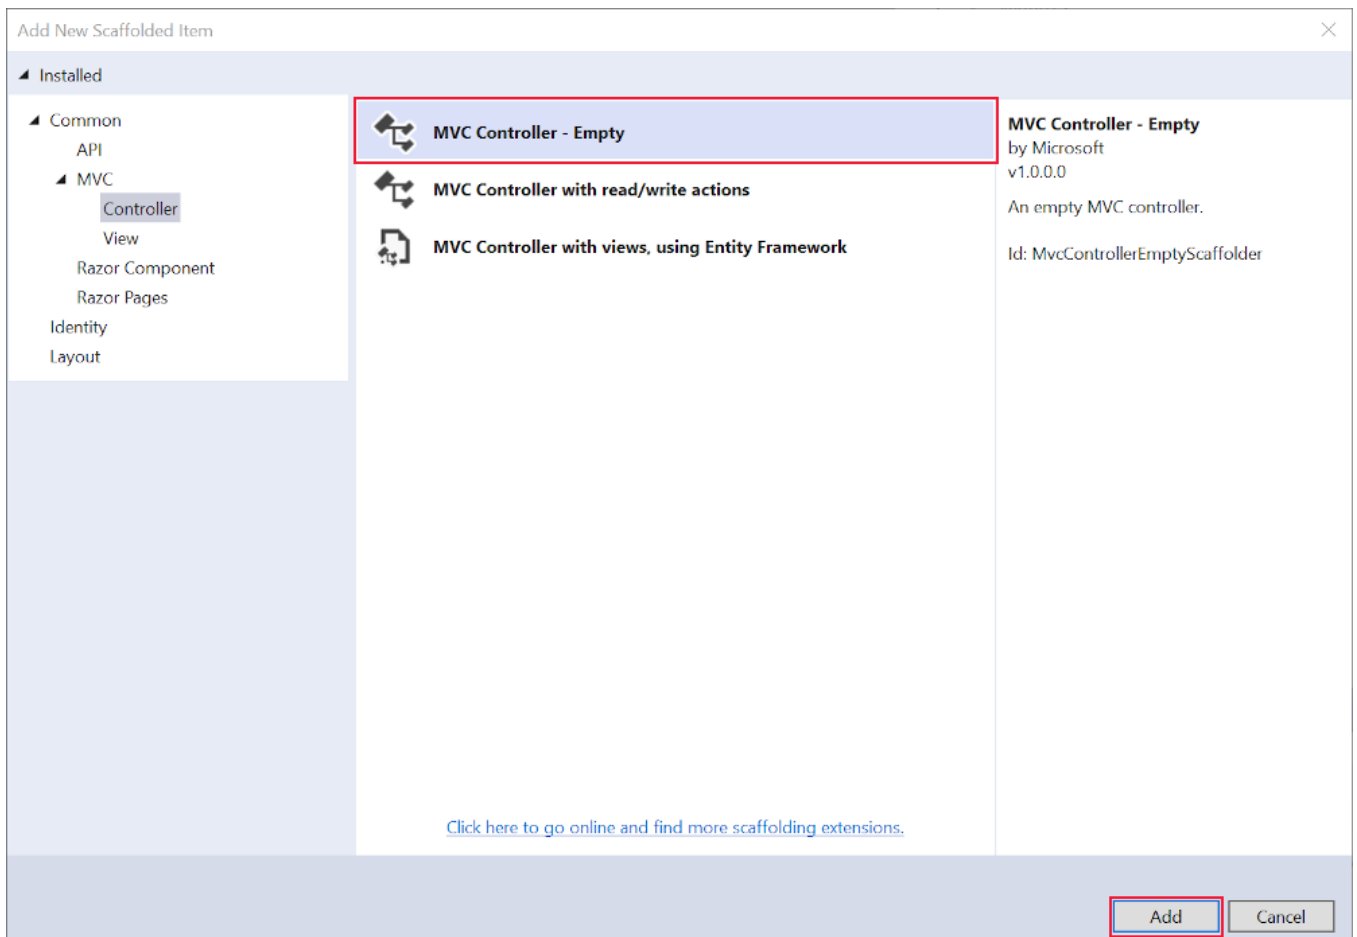 Add New Scaffolded Item
Installed
Common
API
MVC
Controller
View
Razor Component
Razor Pages
Identity
Layout
MVC Controller - Empty
MVC Controller with read/write actions
MVC Controller with views, using Entity Framework
Click here to go online and find more scaffolding extensions.
MVC Controller - Empty
by Microsoft
v1.0.0.0
An empty MVC controller.
Id: MvcControllerEmptyScaffolder
Add
Cancel